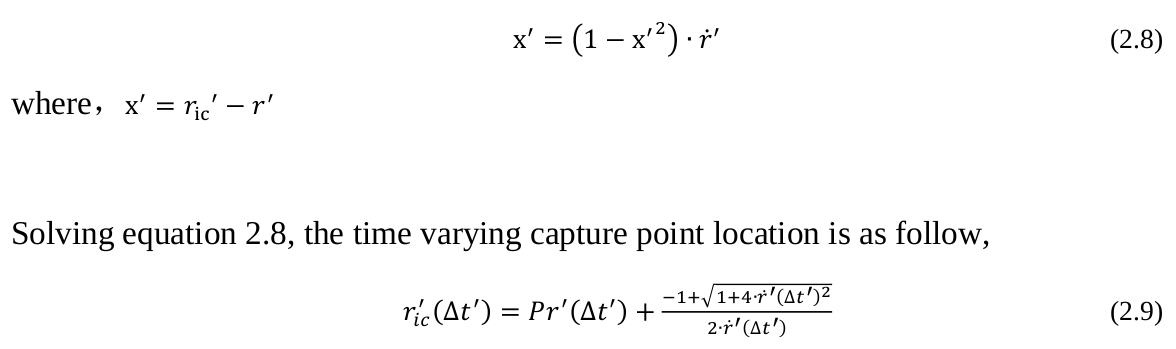 x′ = (1 − x′²) · ṙ′ (2.8)
where，x′ = r_ic′ − r′
Solving equation 2.8, the time varying capture point location is as follow,
r′_ic(Δt′) = Pr′(Δt′) + (−1+√(1+4·ṙ′(Δt′)²))/(2·ṙ′(Δt′)) (2.9)